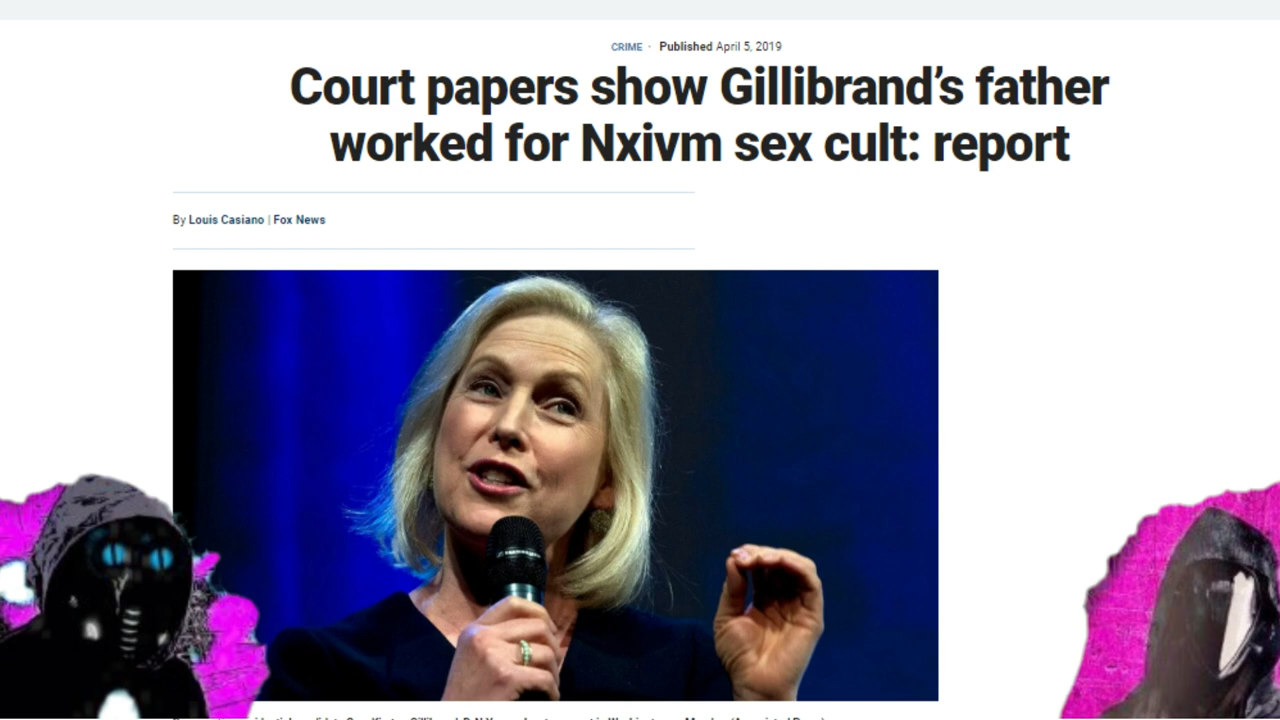 CRIME · Published April 5, 2019
Court papers show Gillibrand’s father
worked for Nxivm sex cult: report
By Louis Casiano | Fox News